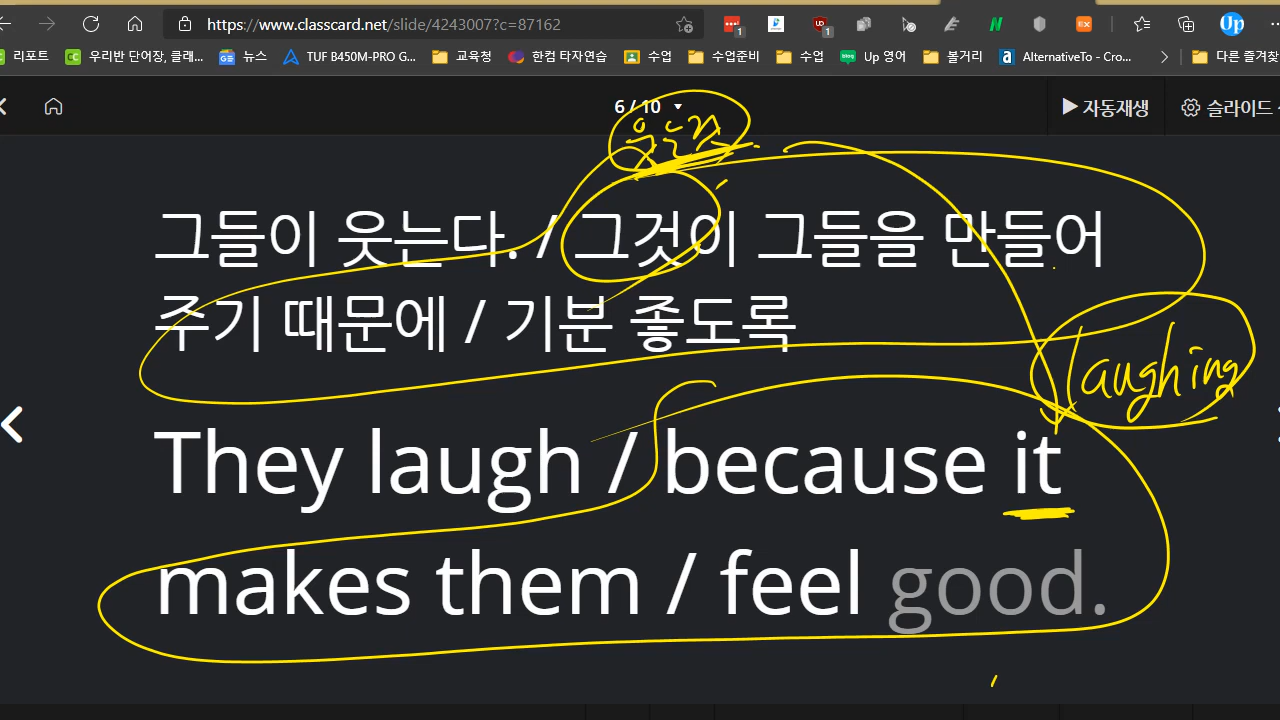 https://www.classcard.net/slide/4243007?c=87162
1
1
EX
Up
리포트
우리반 단어장, 클래...
뉴스
TUF B450M-PRO G...
교육청
한컴 타자연습
수업
수업준비
수업
Up 영어
볼거리
AlternativeTo - Cro...
다른 즐겨찾
6 / 10
자동재생
슬라이드
그들이 웃는다. / 그것이 그들을 만들어
주기 때문에 / 기분 좋도록
laughing
They laugh / because it
makes them / feel good.